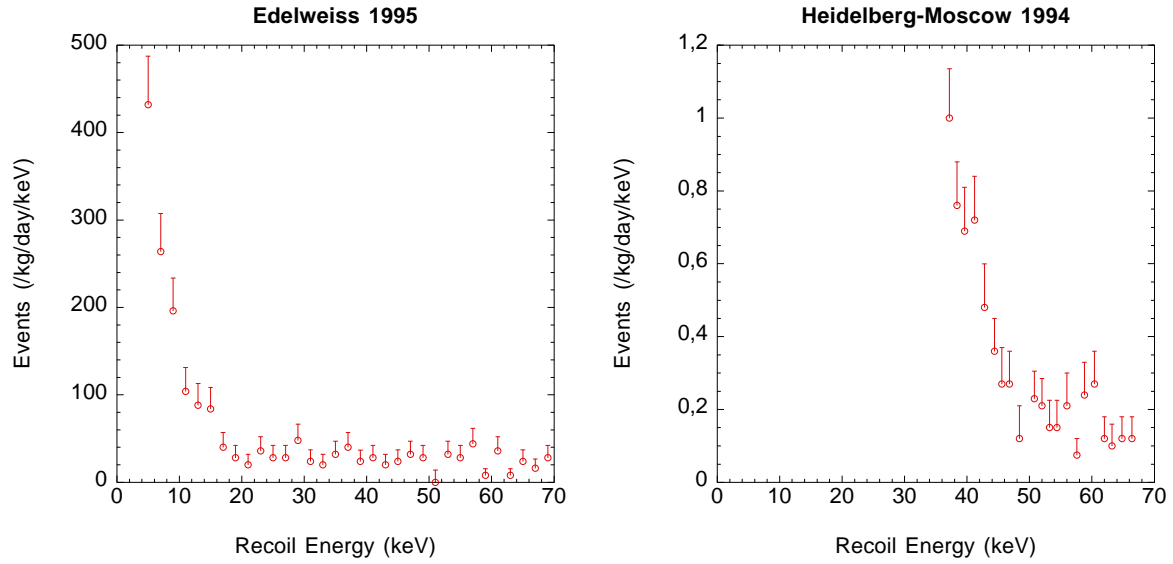 Edelweiss 1995
500
400
300
200
100
0
0 10 20 30 40 50 60 70
Events (/kg/day/keV)
Recoil Energy (keV)
Heidelberg-Moscow 1994
1,2
1
0,8
0,6
0,4
0,2
0
0 10 20 30 40 50 60 70
Events (/kg/day/keV)
Recoil Energy (keV)